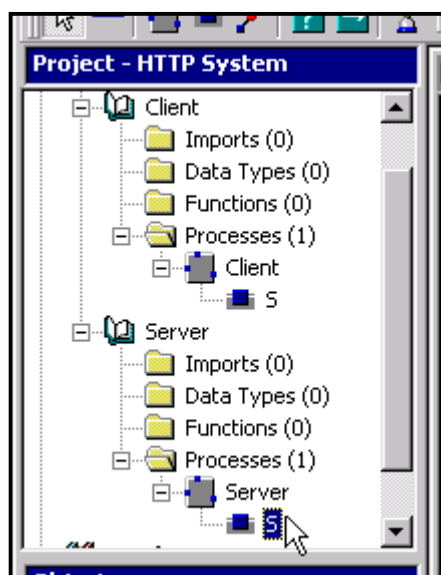 Project - HTTP System
Client
Imports (0)
Data Types (0)
Functions (0)
Processes (1)
Client
S
Server
Imports (0)
Data Types (0)
Functions (0)
Processes (1)
Server
S